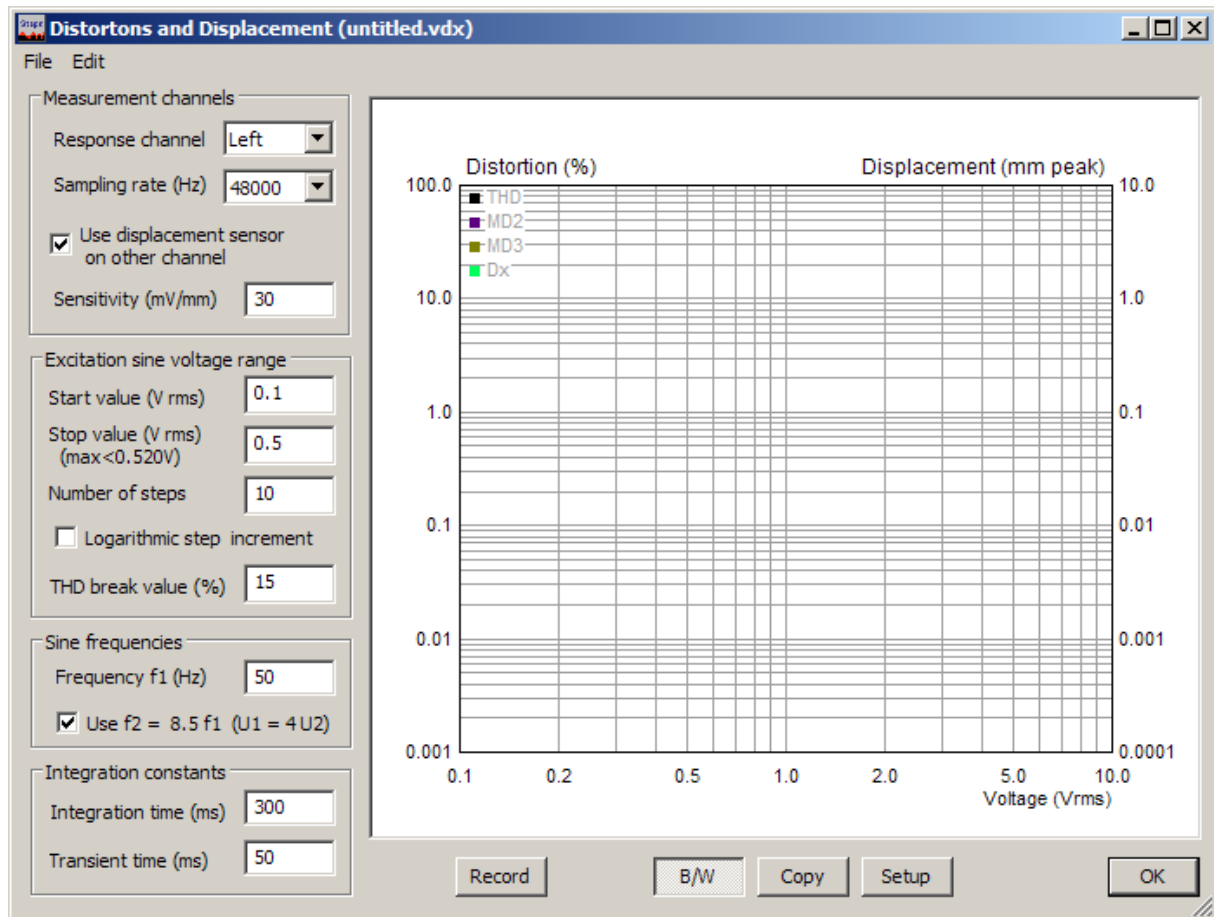 Distortons and Displacement (untitled.vdx)
File Edit
Measurement channels
Response channel Left
Sampling rate (Hz) 48000
Use displacement sensor
on other channel
Sensitivity (mV/mm) 30
Excitation sine voltage range
Start value (V rms) 0.1
Stop value (V rms) 0.5
(max<0.520V)
Number of steps 10
Logarithmic step increment
THD break value (%) 15
Sine frequencies
Frequency f1 (Hz) 50
Use f2 = 8.5 f1 (U1 = 4 U2)
Integration constants
Integration time (ms) 300
Transient time (ms) 50
Distortion (%) Displacement (mm peak)
100.0 10.0
THD
MD2
MD3
Dx
10.0 1.0
1.0 0.1
0.1 0.01
0.01 0.001
0.001 0.0001
0.1 0.2 0.5 1.0 2.0 5.0 10.0
Voltage (Vrms)
Record B/W Copy Setup OK